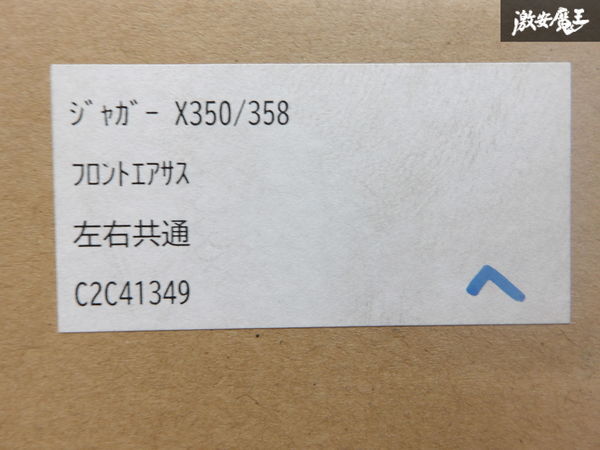 激安魔王
ｼﾞｬｶﾞｰ X350/358
ﾌﾛﾝﾄｴｱｻｽ
左右共通
C2C41349
へ